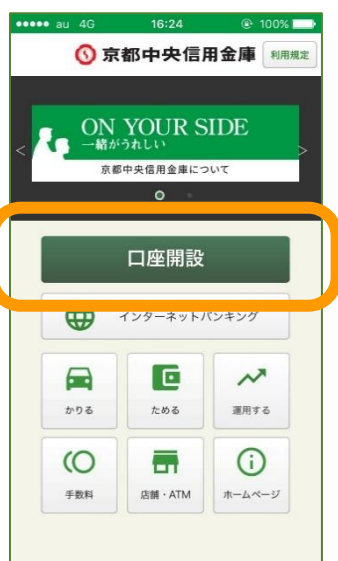 au 4G 16:24 100%
京都中央信用金庫 利用規定
ON YOUR SIDE
一緒がうれしい
< >
京都中央信用金庫について
口座開設
インターネットバンキング
かりる ためる 運用する
手数料 店舗・ATM ホームページ